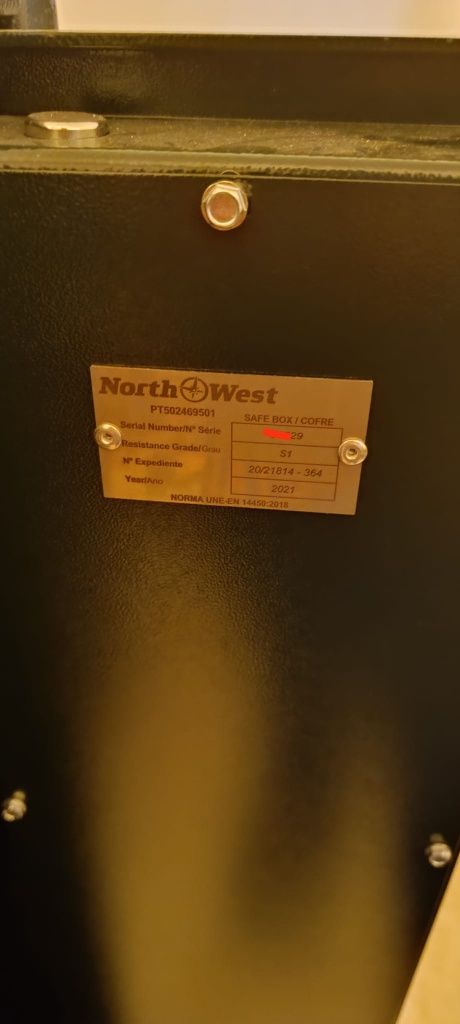 North West
PT502469501
SAFE BOX / COFRE
Serial Number/Nº Série 29
Resistance Grade/Grau S1
Nº Expediente 20/21814 - 364
Year/Ano 2021
NORMA UNE-EN 14450:2018